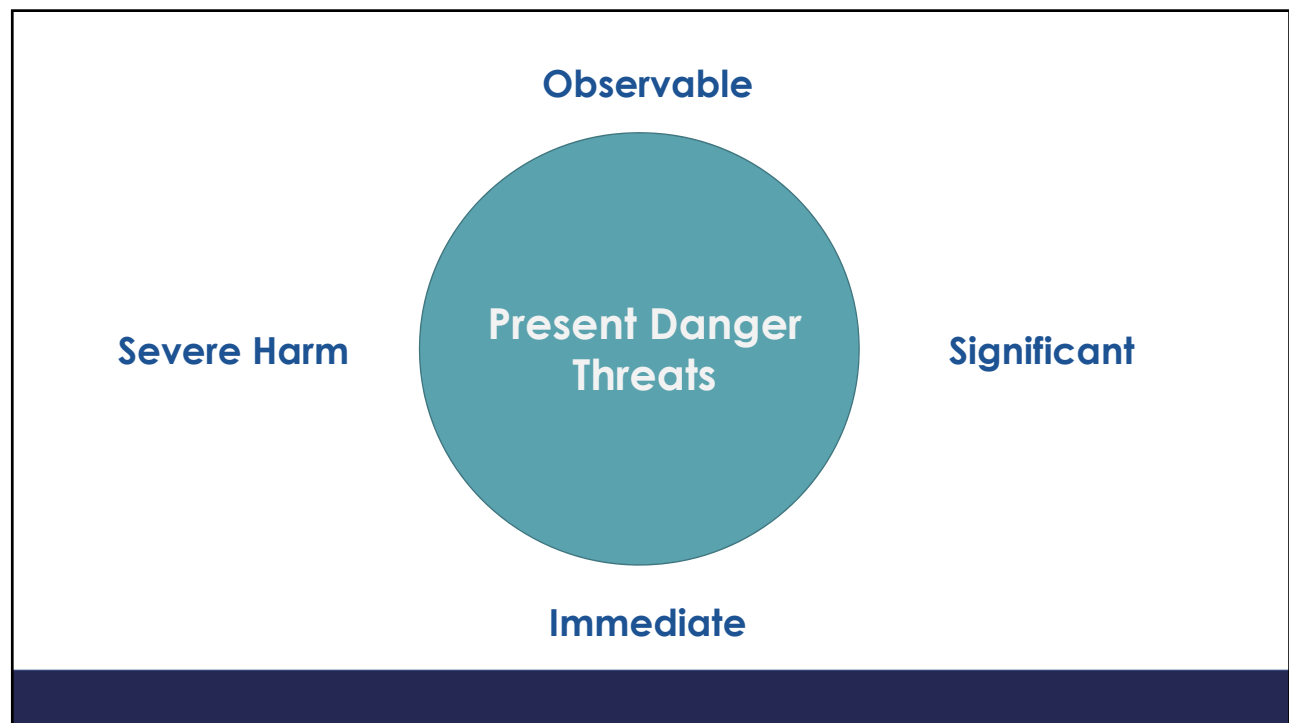 Observable
Severe Harm
Present Danger
Threats
Significant
Immediate